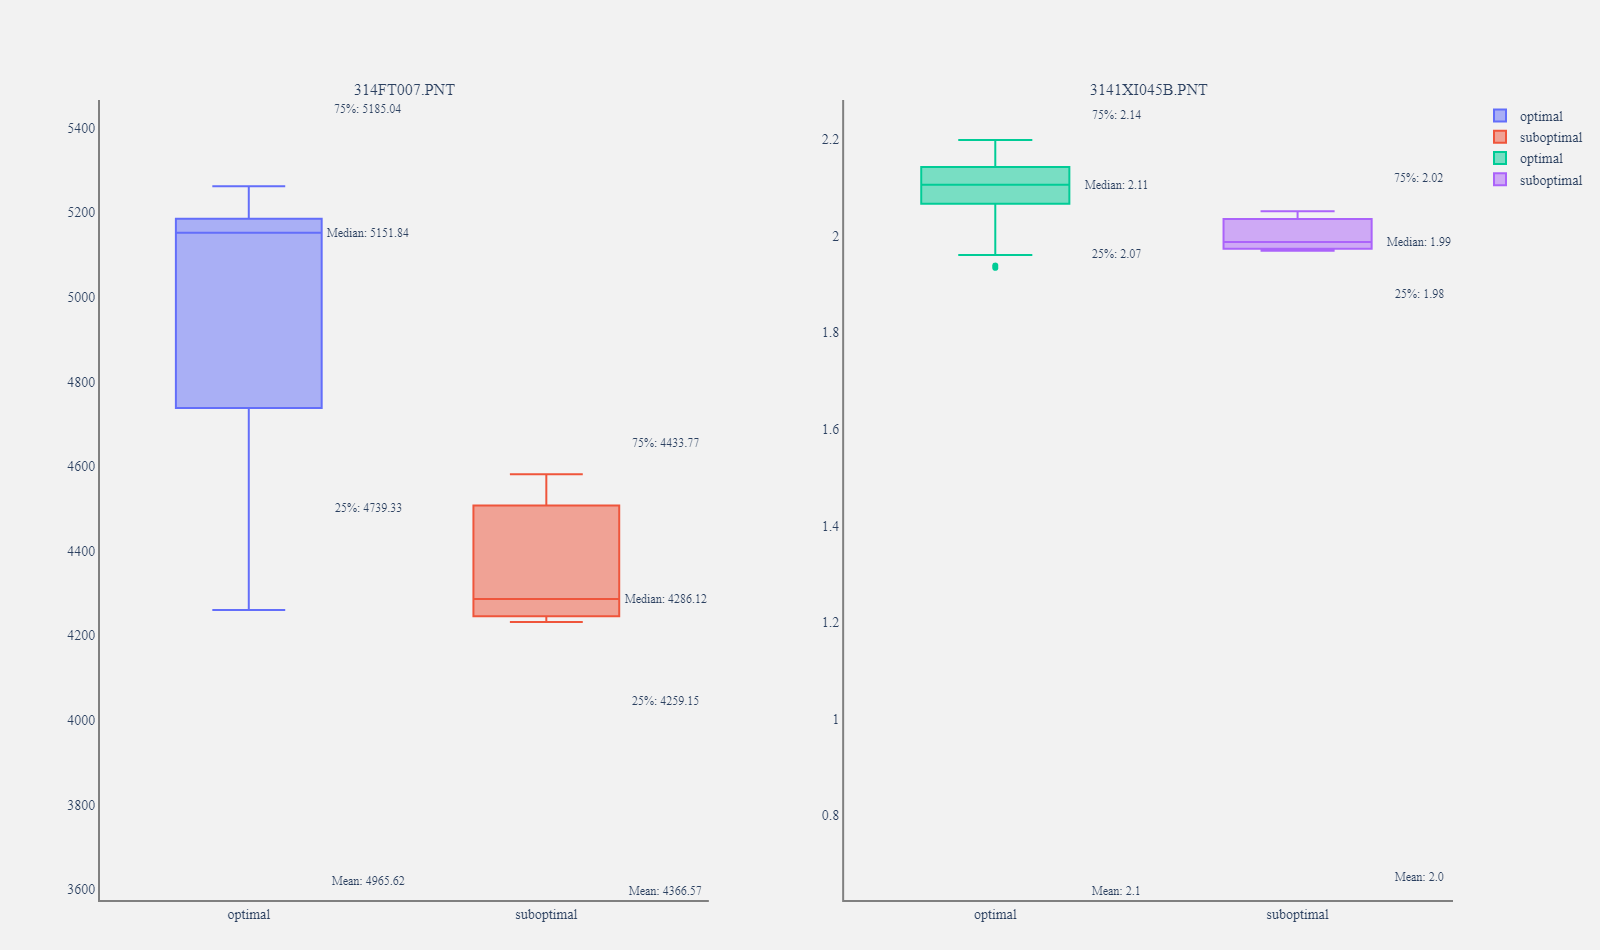 314FT007.PNT
75%: 5185.04
5400
5200
5000
4800
4600
4400
4200
4000
3800
3600
Median: 5151.84
25%: 4739.33
Mean: 4965.62
75%: 4433.77
Median: 4286.12
25%: 4259.15
Mean: 4366.57
optimal
suboptimal
3141XI045B.PNT
75%: 2.14
2.2
2
1.8
1.6
1.4
1.2
1
0.8
Median: 2.11
25%: 2.07
Mean: 2.1
75%: 2.02
Median: 1.99
25%: 1.98
Mean: 2.0
optimal
suboptimal
optimal
suboptimal
optimal
suboptimal